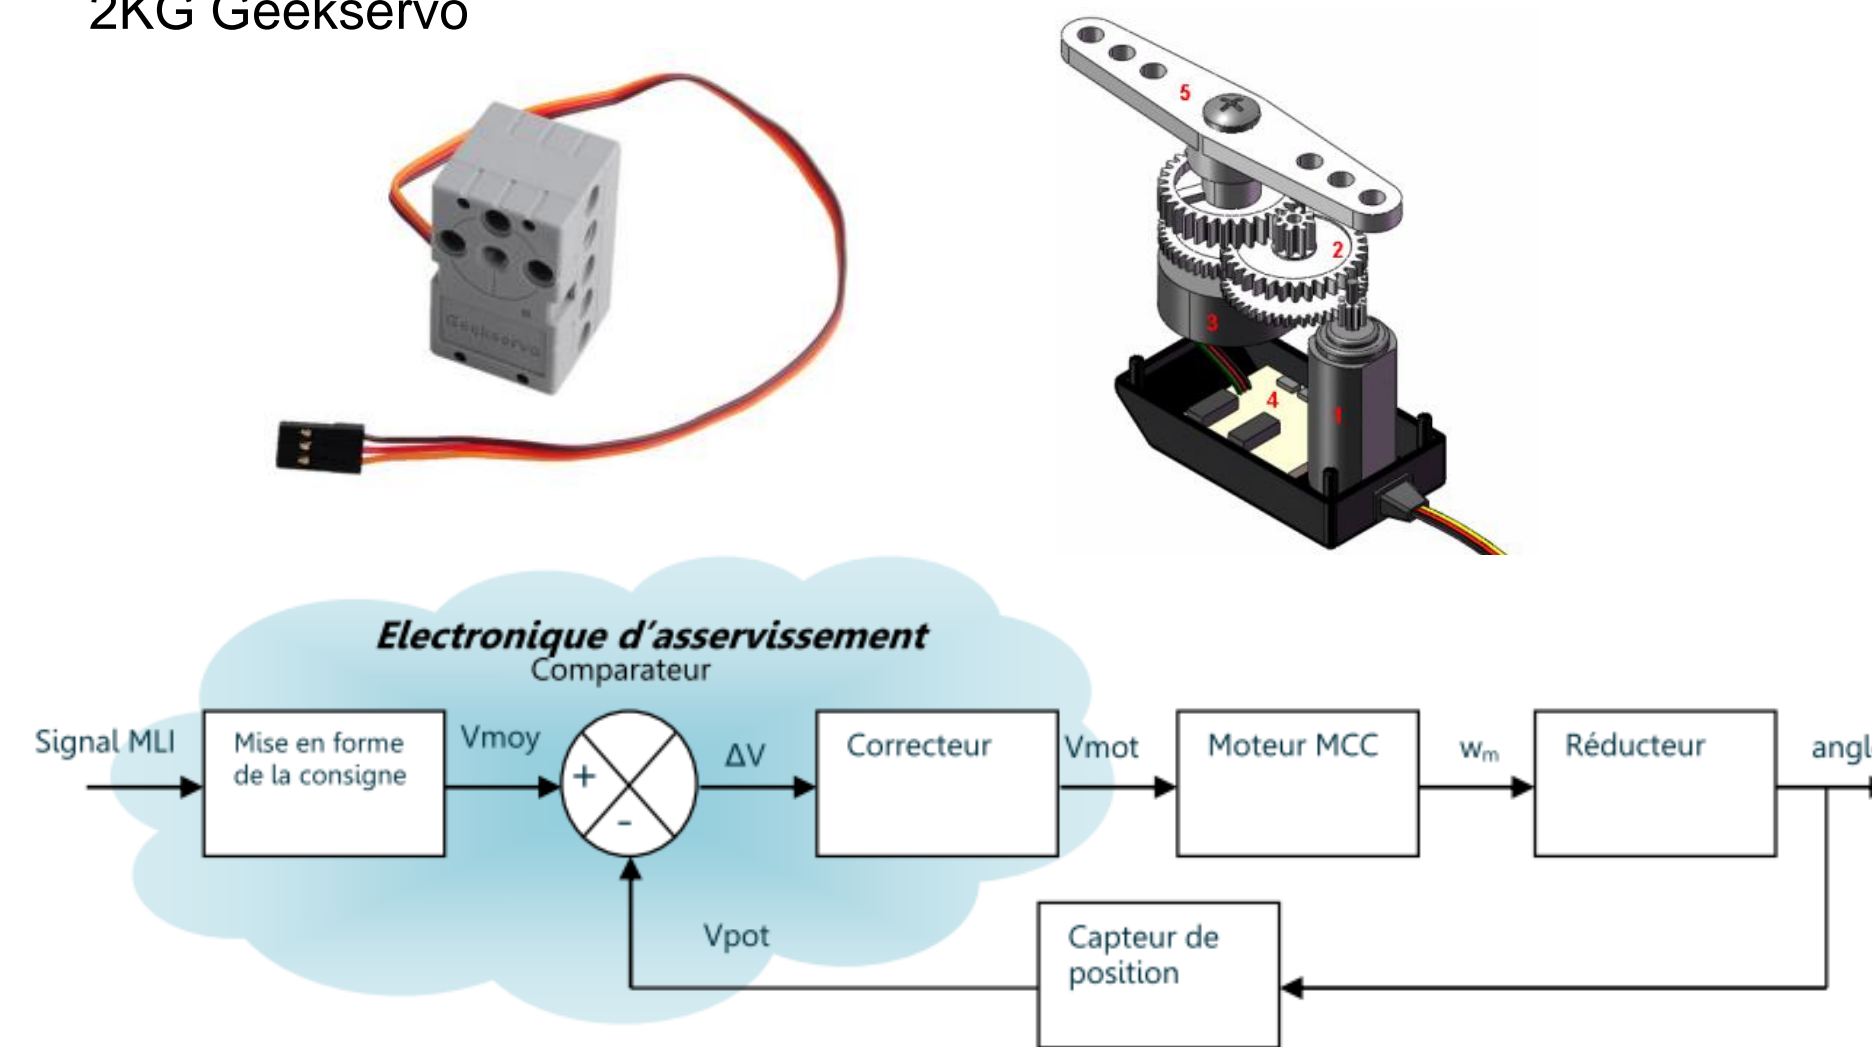 2KG Geekservo
Geekservo
5
2
3
4
1
Electronique d'asservissement
Comparateur
Signal MLI
Mise en forme
de la consigne
Vmoy
+
-
ΔV
Correcteur
Vmot
Moteur MCC
wm
Réducteur
angl
Vpot
Capteur de
position